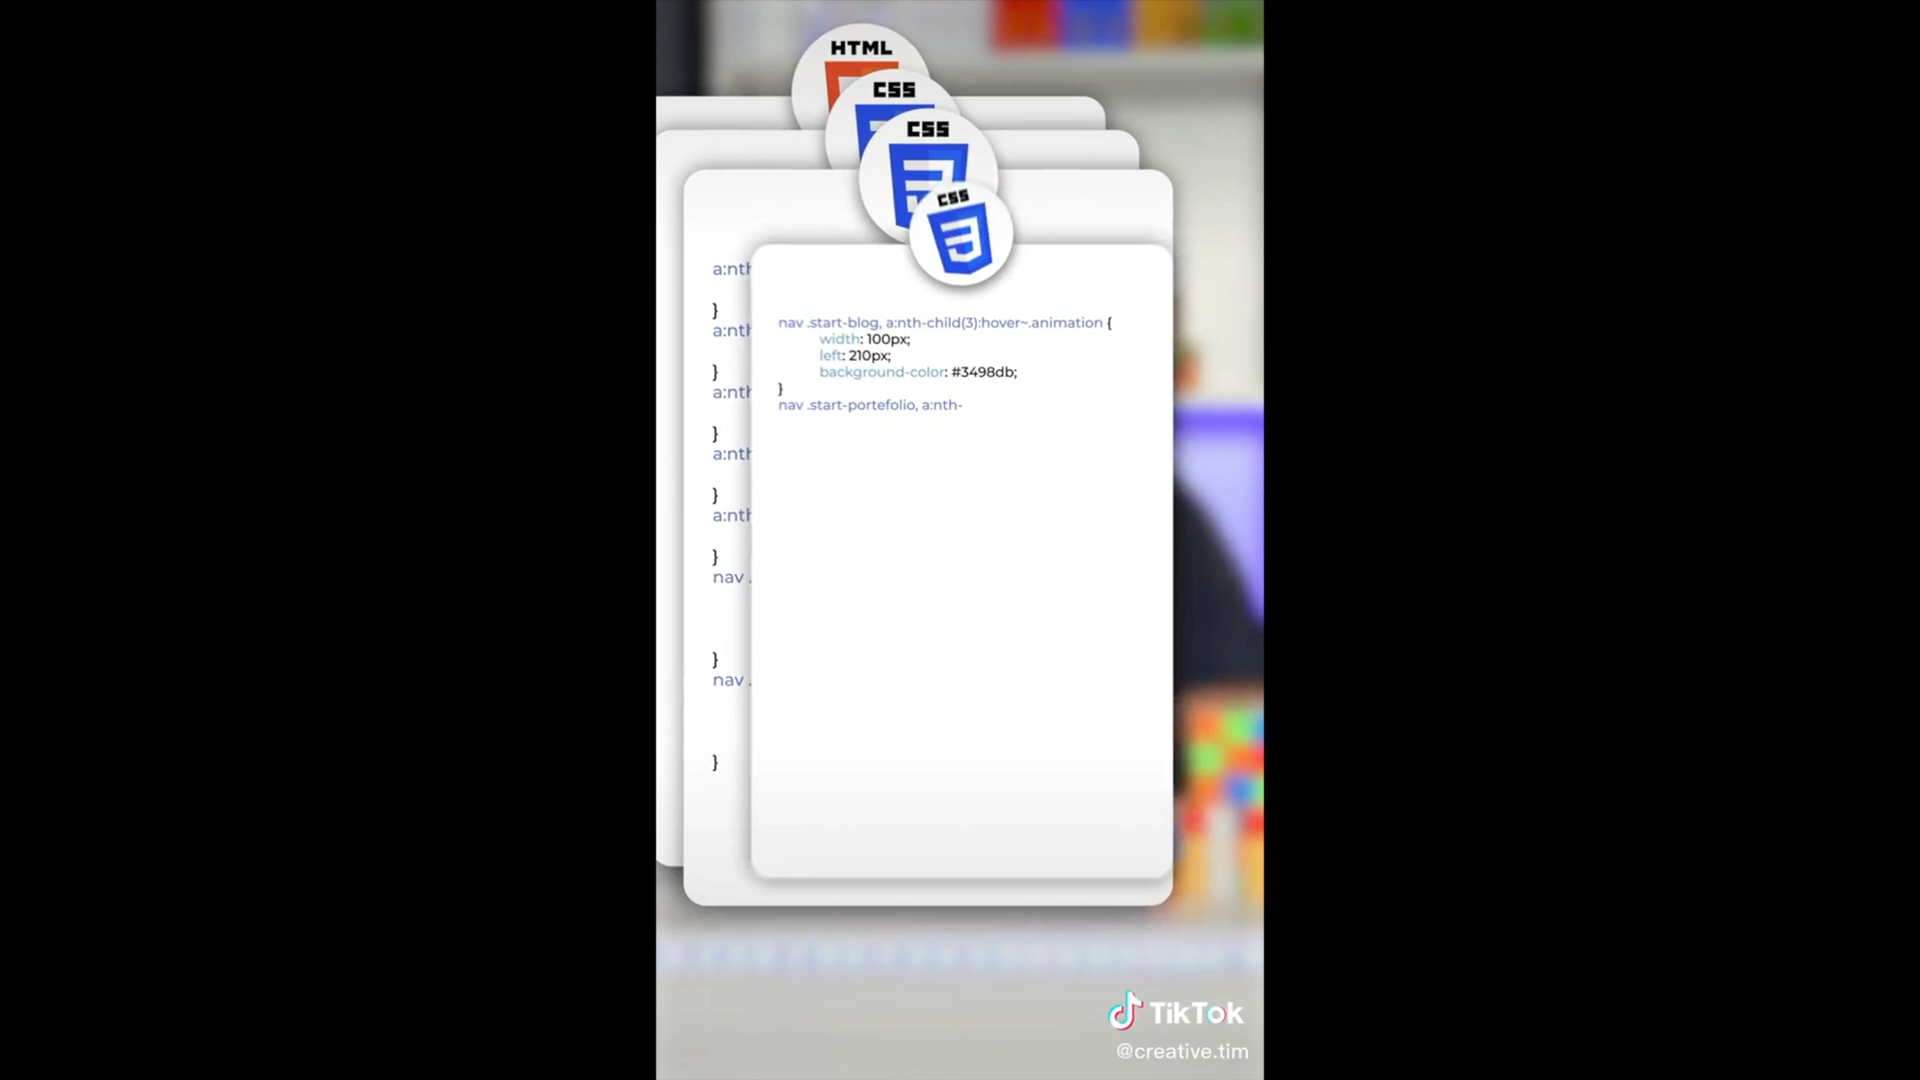 HTML
CSS
CSS
CSS
a:nth
}
a:nth
}
a:nth
}
a:nth
}
a:nth
}
nav .
}
nav .
}
nav .start-blog, a:nth-child(3):hover~.animation {
width: 100px;
left: 210px;
background-color: #3498db;
}
nav .start-portefolio, a:nth-
TikTok
@creative.tim